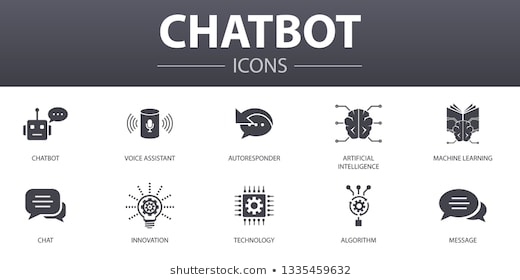 CHATBOT
ICONS
CHATBOT
VOICE ASSISTANT
AUTORESPONDER
ARTIFICIAL
INTELLIGENCE
MACHINE LEARNING
CHAT
INNOVATION
TECHNOLOGY
ALGORITHM
MESSAGE
shutterstock.com • 1335459632